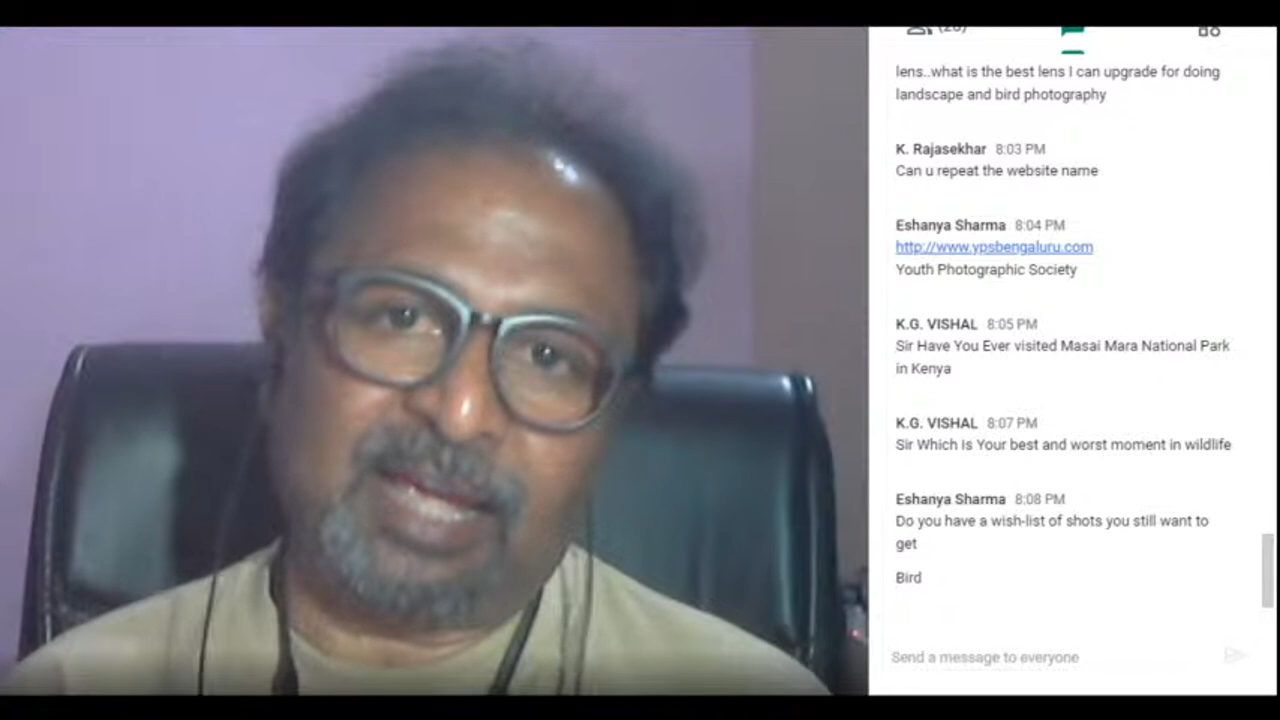 (20)
lens..what is the best lens I can upgrade for doing
landscape and bird photography
K. Rajasekhar 8:03 PM
Can u repeat the website name
Eshanya Sharma 8:04 PM
http://www.ypsbengaluru.com
Youth Photographic Society
K.G. VISHAL 8:05 PM
Sir Have You Ever visited Masai Mara National Park
in Kenya
K.G. VISHAL 8:07 PM
Sir Which Is Your best and worst moment in wildlife
Eshanya Sharma 8:08 PM
Do you have a wish-list of shots you still want to
get
Bird
Send a message to everyone